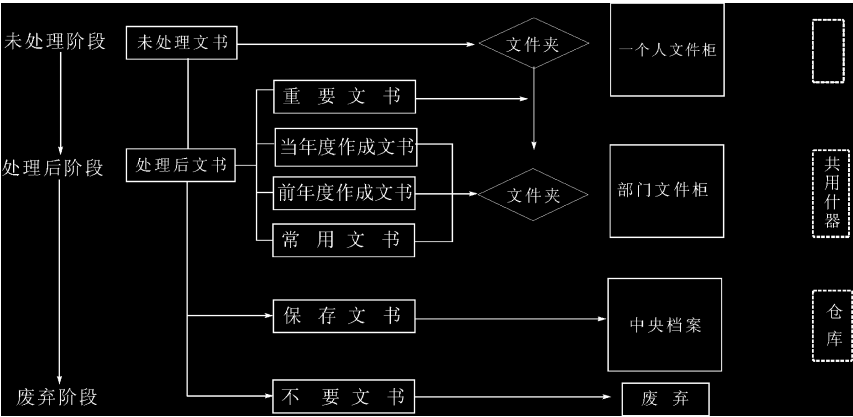 未处理阶段
未处理文书
文件夹
一个人文件柜
重要文书
当年度作成文书
处理后阶段
处理后文书
前年度作成文书
文件夹
部门文件柜
共用什器
常用文书
保存文书
中央档案
仓库
废弃阶段
不要文书
废弃